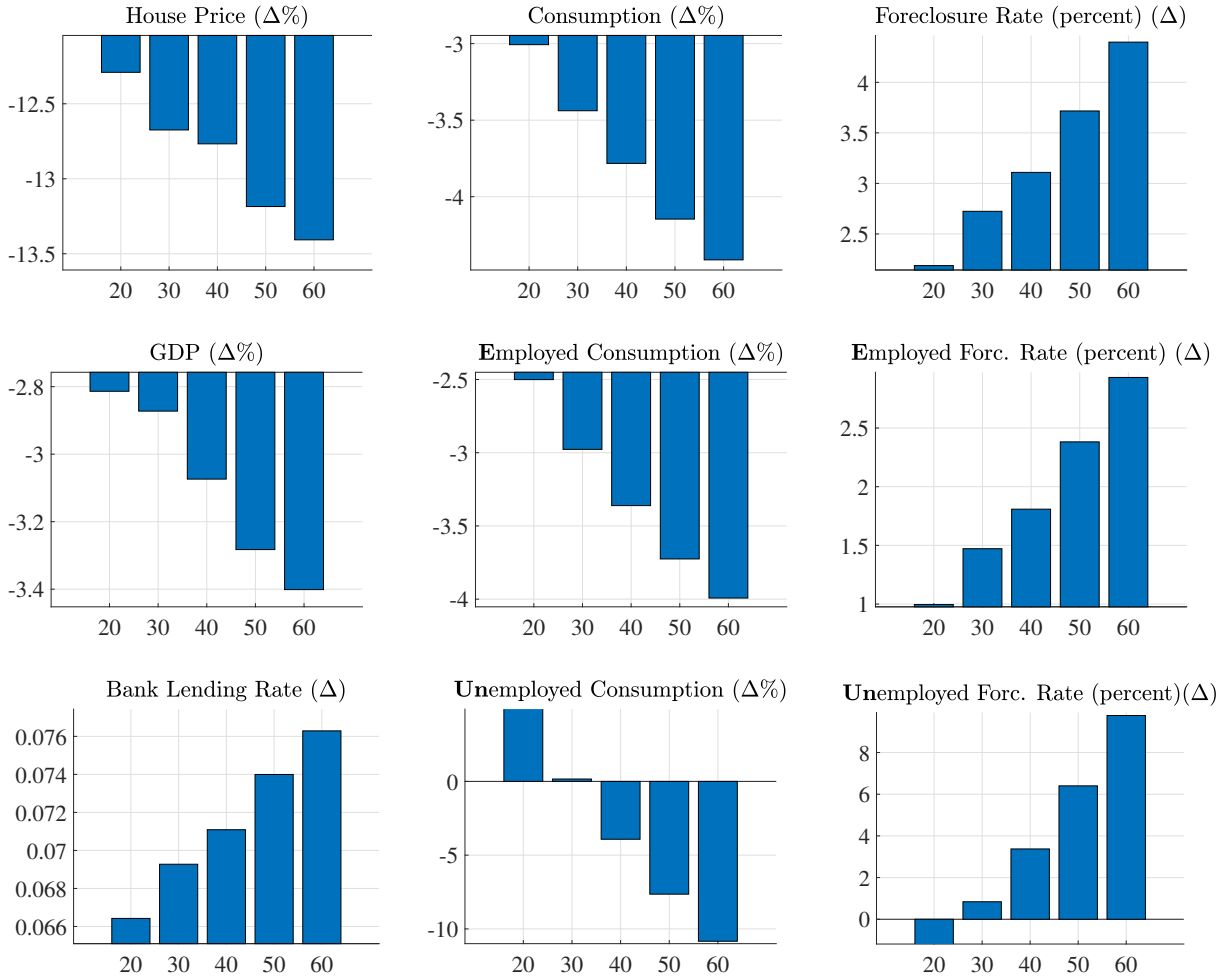 House Price (Δ%)
-12.5
-13
-13.5
20 30 40 50 60
Consumption (Δ%)
-3
-3.5
-4
20 30 40 50 60
Foreclosure Rate (percent) (Δ)
4
3.5
3
2.5
20 30 40 50 60
GDP (Δ%)
-2.8
-3
-3.2
-3.4
20 30 40 50 60
Employed Consumption (Δ%)
-2.5
-3
-3.5
-4
20 30 40 50 60
Employed Forc. Rate (percent) (Δ)
2.5
2
1.5
1
20 30 40 50 60
Bank Lending Rate (Δ)
0.076
0.074
0.072
0.07
0.068
0.066
20 30 40 50 60
Unemployed Consumption (Δ%)
0
-5
-10
20 30 40 50 60
Unemployed Forc. Rate (percent)(Δ)
8
6
4
2
0
20 30 40 50 60